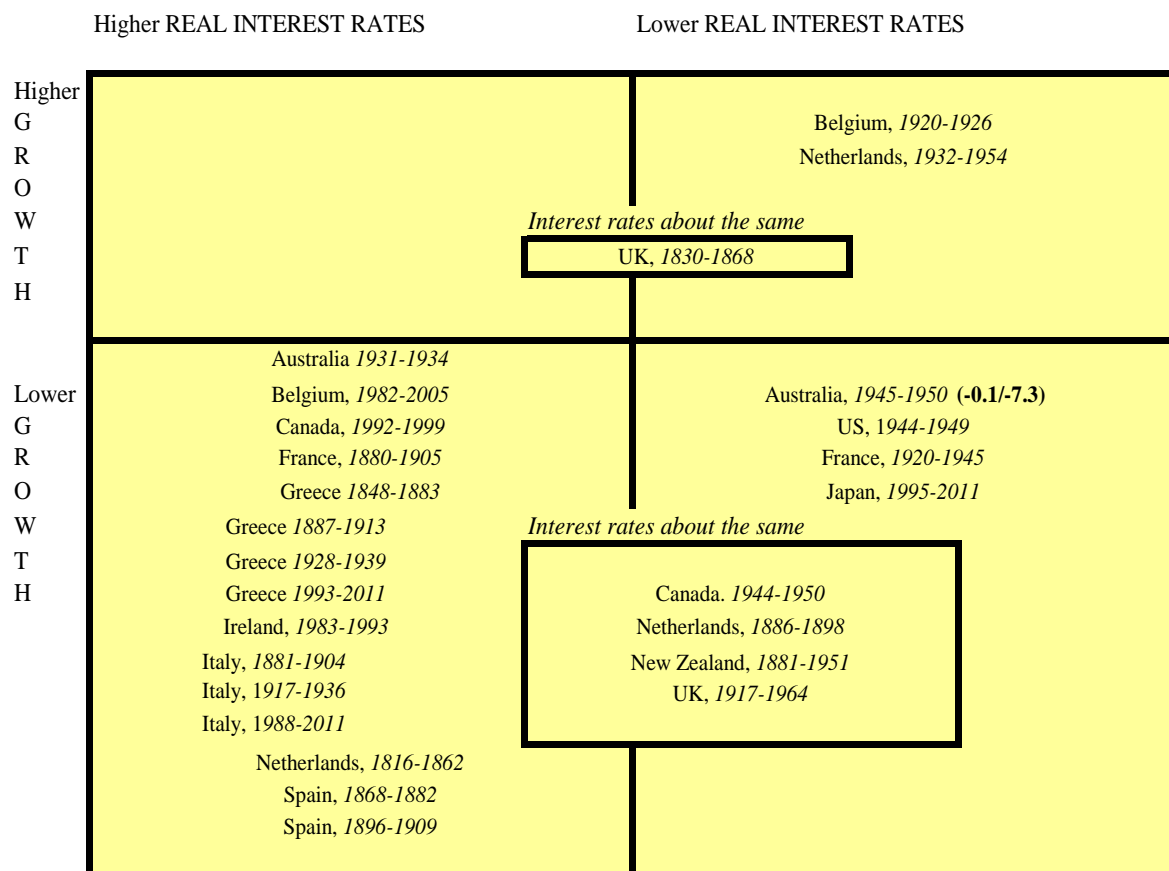 Higher REAL INTEREST RATES
Lower REAL INTEREST RATES
Higher
G
R
O
W
T
H
Belgium, 1920-1926
Netherlands, 1932-1954
Interest rates about the same
UK, 1830-1868
Lower
G
R
O
W
T
H
Australia 1931-1934
Belgium, 1982-2005
Canada, 1992-1999
France, 1880-1905
Greece 1848-1883
Greece 1887-1913
Greece 1928-1939
Greece 1993-2011
Ireland, 1983-1993
Italy, 1881-1904
Italy, 1917-1936
Italy, 1988-2011
Netherlands, 1816-1862
Spain, 1868-1882
Spain, 1896-1909
Australia, 1945-1950 (-0.1/-7.3)
US, 1944-1949
France, 1920-1945
Japan, 1995-2011
Interest rates about the same
Canada. 1944-1950
Netherlands, 1886-1898
New Zealand, 1881-1951
UK, 1917-1964